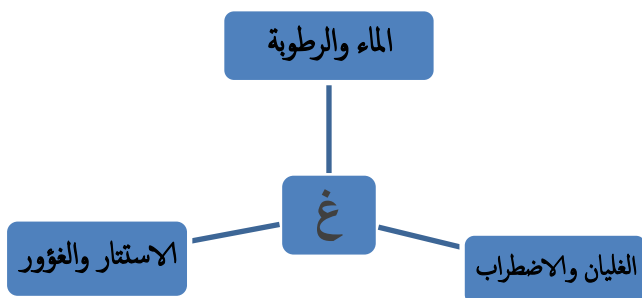 الماء والرطوبة
غ
الغليان والاضطراب
الاستتار والغؤور